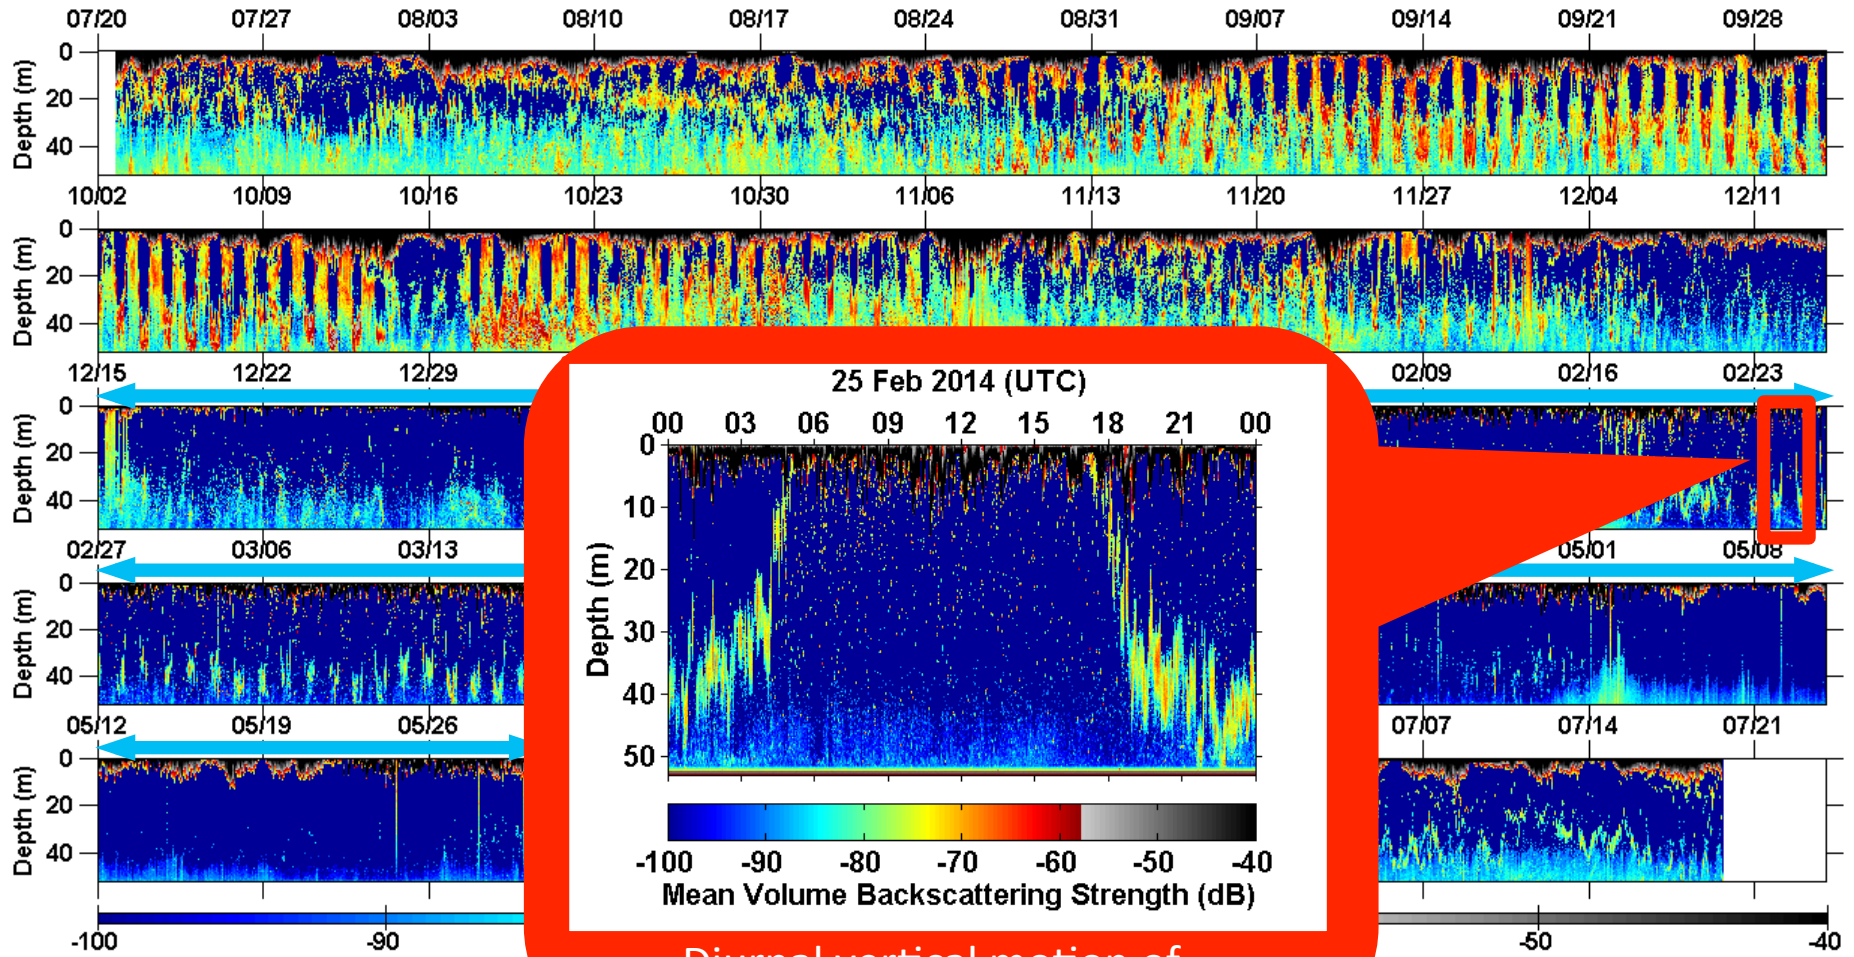 07/20 07/27 08/03 08/10 08/17 08/24 08/31 09/07 09/14 09/21 09/28
0
20
40
Depth (m)
10/02 10/09 10/16 10/23 10/30 11/06 11/13 11/20 11/27 12/04 12/11
0
20
40
Depth (m)
12/15 12/22 12/29 02/09 02/16 02/23
0
20
40
Depth (m)
02/27 03/06 03/13 05/01 05/08
0
20
40
Depth (m)
05/12 05/19 05/26 07/07 07/14 07/21
0
20
40
Depth (m)
-100 -90 -50 -40
25 Feb 2014 (UTC)
00 03 06 09 12 15 18 21 00
0
10
20
30
40
50
Depth (m)
-100 -90 -80 -70 -60 -50 -40
Mean Volume Backscattering Strength (dB)
Diurnal vertical motion of